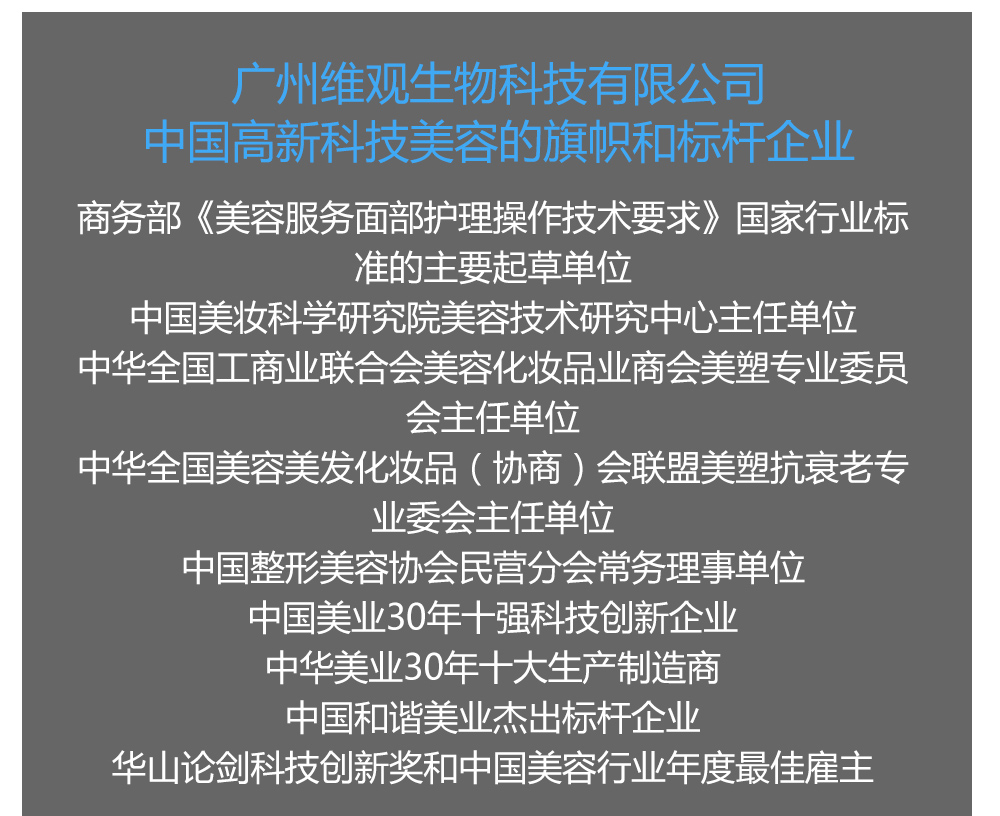 广州维观生物科技有限公司
中国高新科技美容的旗帜和标杆企业
商务部《美容服务面部护理操作技术要求》国家行业标
准的主要起草单位
中国美妆科学研究院美容技术研究中心主任单位
中华全国工商业联合会美容化妆品业商会美塑专业委员
会主任单位
中华全国美容美发化妆品（协商）会联盟美塑抗衰老专
业委会主任单位
中国整形美容协会民营分会常务理事单位
中国美业30年十强科技创新企业
中华美业30年十大生产制造商
中国和谐美业杰出标杆企业
华山论剑科技创新奖和中国美容行业年度最佳雇主